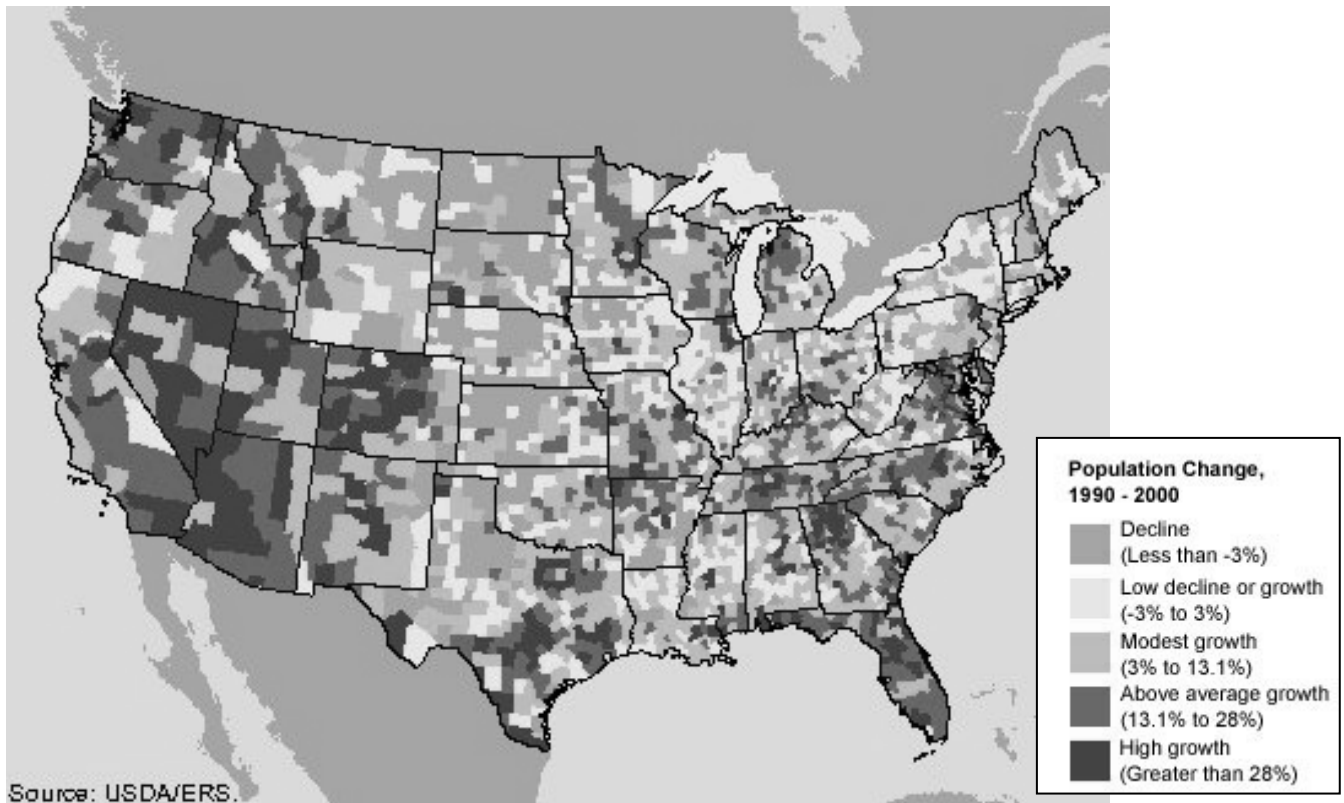 Population Change,
1990 - 2000
Decline
(Less than -3%)
Low decline or growth
(-3% to 3%)
Modest growth
(3% to 13.1%)
Above average growth
(13.1% to 28%)
High growth
(Greater than 28%)
Source: USDA/ERS.